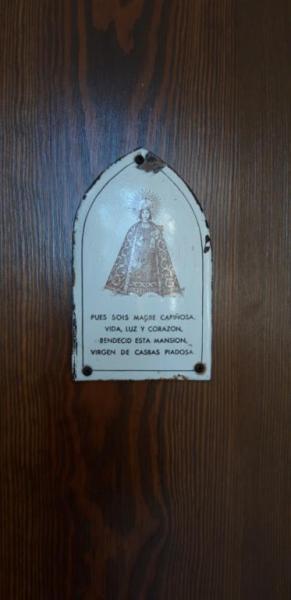 PUES SOIS MADRE CARIÑOSA,
VIDA, LUZ Y CORAZON,
BENDECID ESTA MANSION,
VIRGEN DE CASBAS PIADOSA